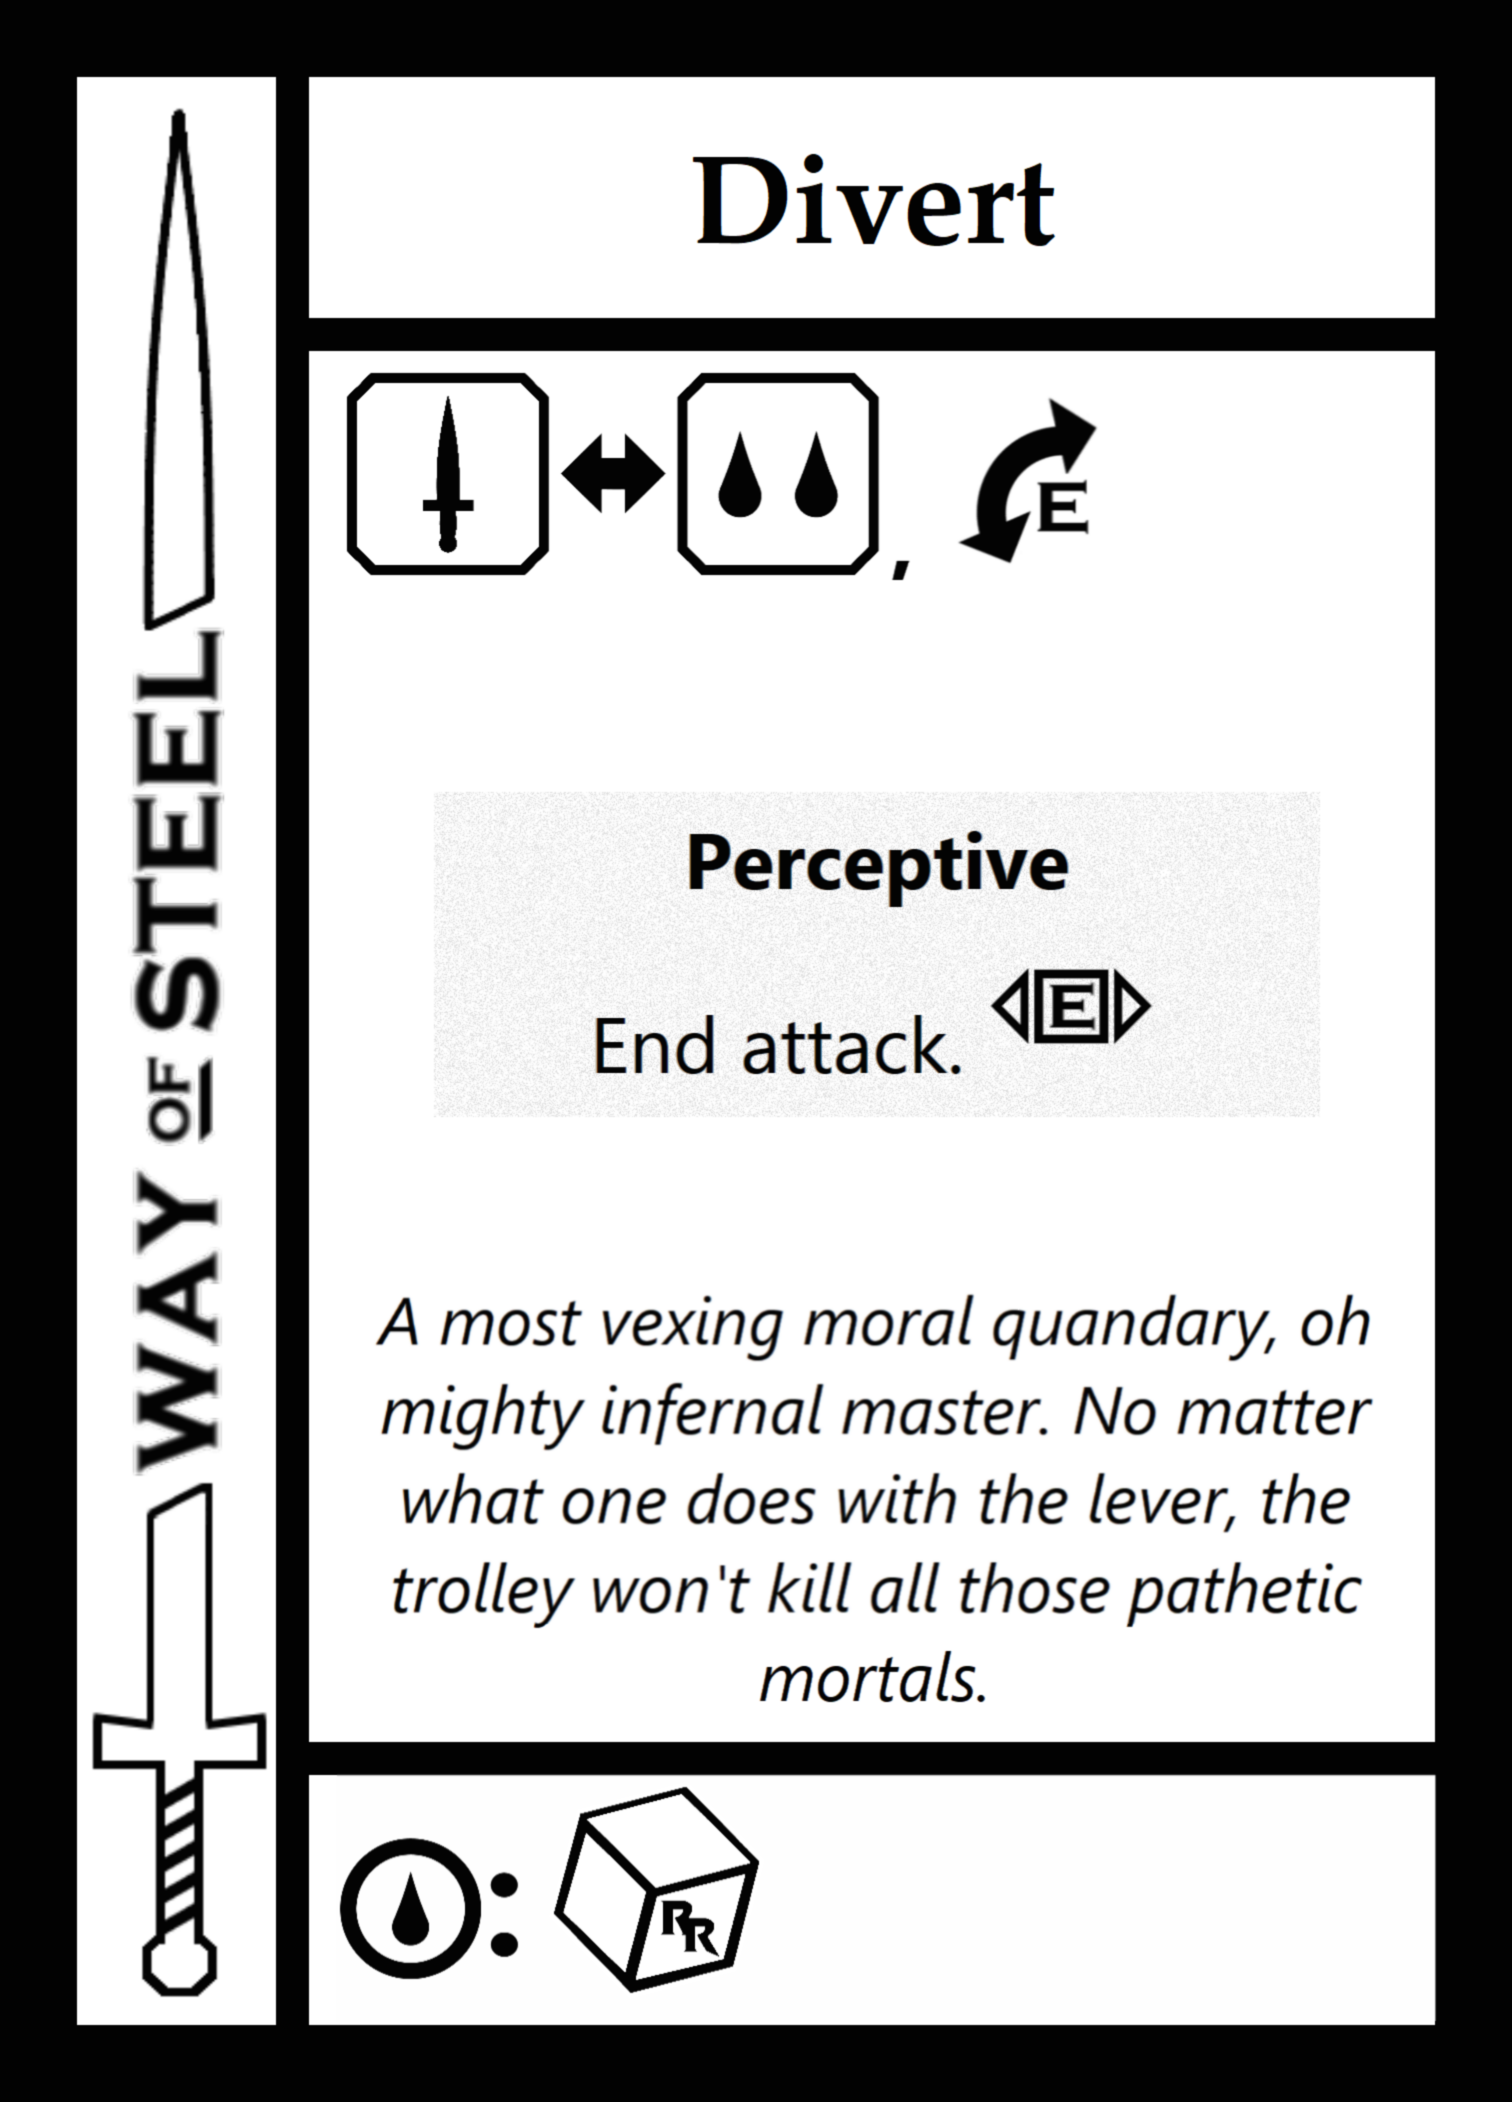 WAY OF STEEL
Divert
, E
Perceptive
End attack. E
A most vexing moral quandary, oh
mighty infernal master. No matter
what one does with the lever, the
trolley won't kill all those pathetic
mortals.
: RR